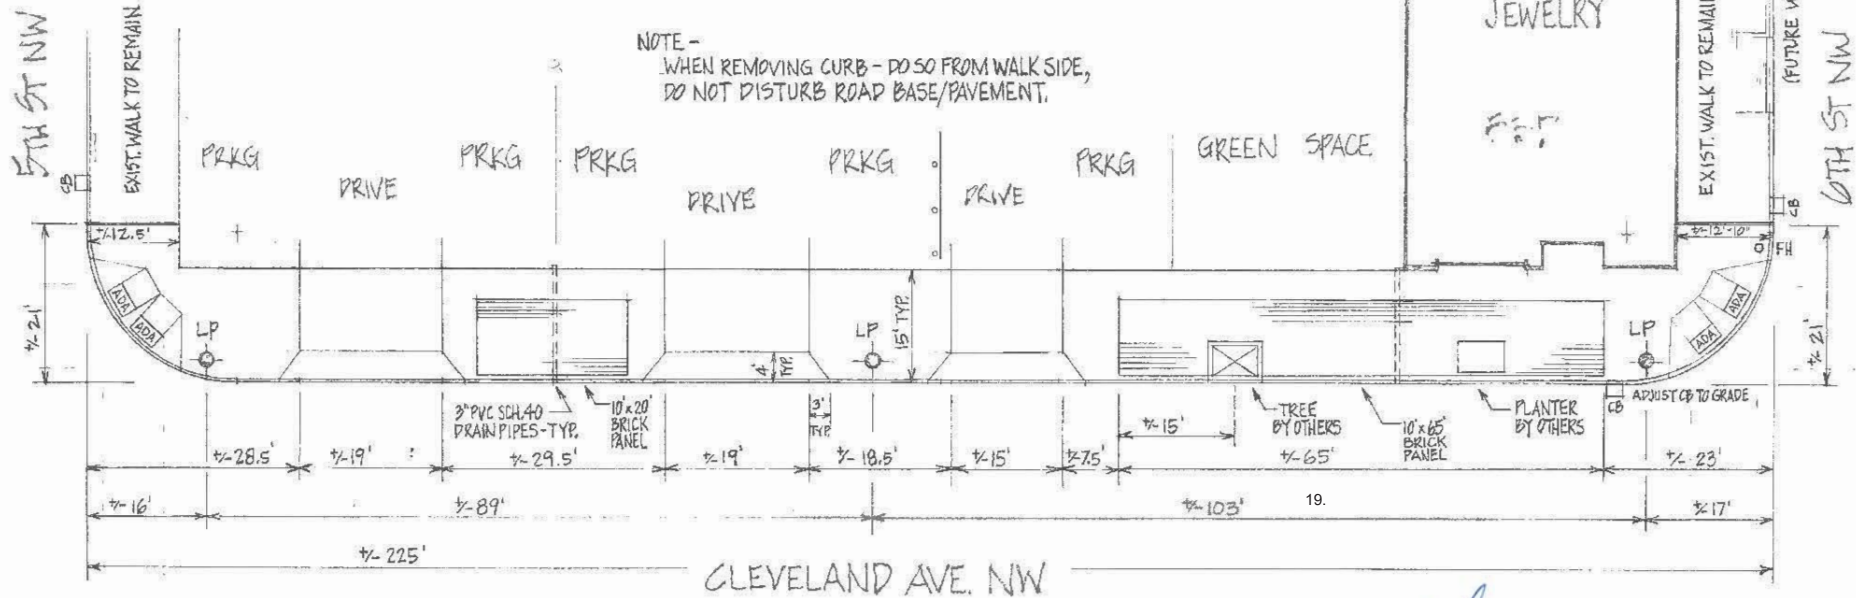 JEWELRY
5TH ST NW
EXIST. WALK TO REMAIN
NOTE -
WHEN REMOVING CURB - DO SO FROM WALK SIDE,
DO NOT DISTURB ROAD BASE/PAVEMENT.
EXIST. WALK TO REMAIN
(FUTURE
6TH ST NW
PRKG
DRIVE
PRKG
PRKG
DRIVE
PRKG
DRIVE
PRKG
GREEN SPACE
CB
CB
+/-12.5'
+/-12'-10"
FH
+/- 21'
ADA
ADA
LP
LP
15' TYP.
4'
TYP.
LP
ADA
ADA
+/- 21'
3" PVC SCH.40
DRAIN PIPES - TYP.
10' x 20'
BRICK
PANEL
3'
TYP.
+/-15'
TREE
BY OTHERS
10' x 65'
BRICK
PANEL
PLANTER
BY OTHERS
CB
ADJUST CB TO GRADE
+/-28.5'
+/-19'
+/-29.5'
+/-19'
+/- 18.5'
+/-15'
+/-7.5'
+/-65'
+/- 23'
+/-16'
+/-89'
+/-103'
19.
+/-17'
+/- 225'
CLEVELAND AVE. NW